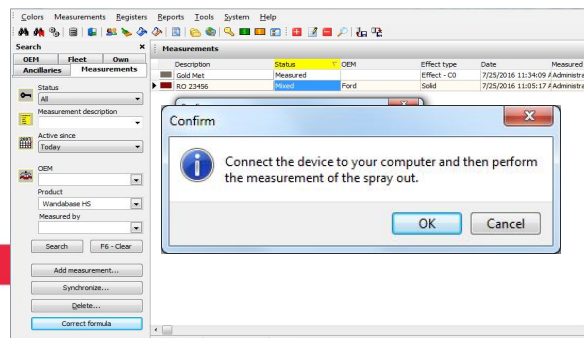 Colors Measurements Registers Reports Tools System Help
Search
Measurements
OEM Fleet Own
Ancillaries Measurements
Description Status OEM Effect type Date Measured
Gold Met Measured Effect - C0 7/25/2016 11:34:09 Administra
RO 23456 Mixed Ford Solid 7/25/2016 11:05:17 Administra
Status
All
Measurement description
Active since
Today
OEM
Product
Wandabase HS
Measured by
Search F6 - Clear
Add measurement...
Synchronize...
Delete...
Correct formula
Confirm
Connect the device to your computer and then perform
the measurement of the spray out.
OK Cancel